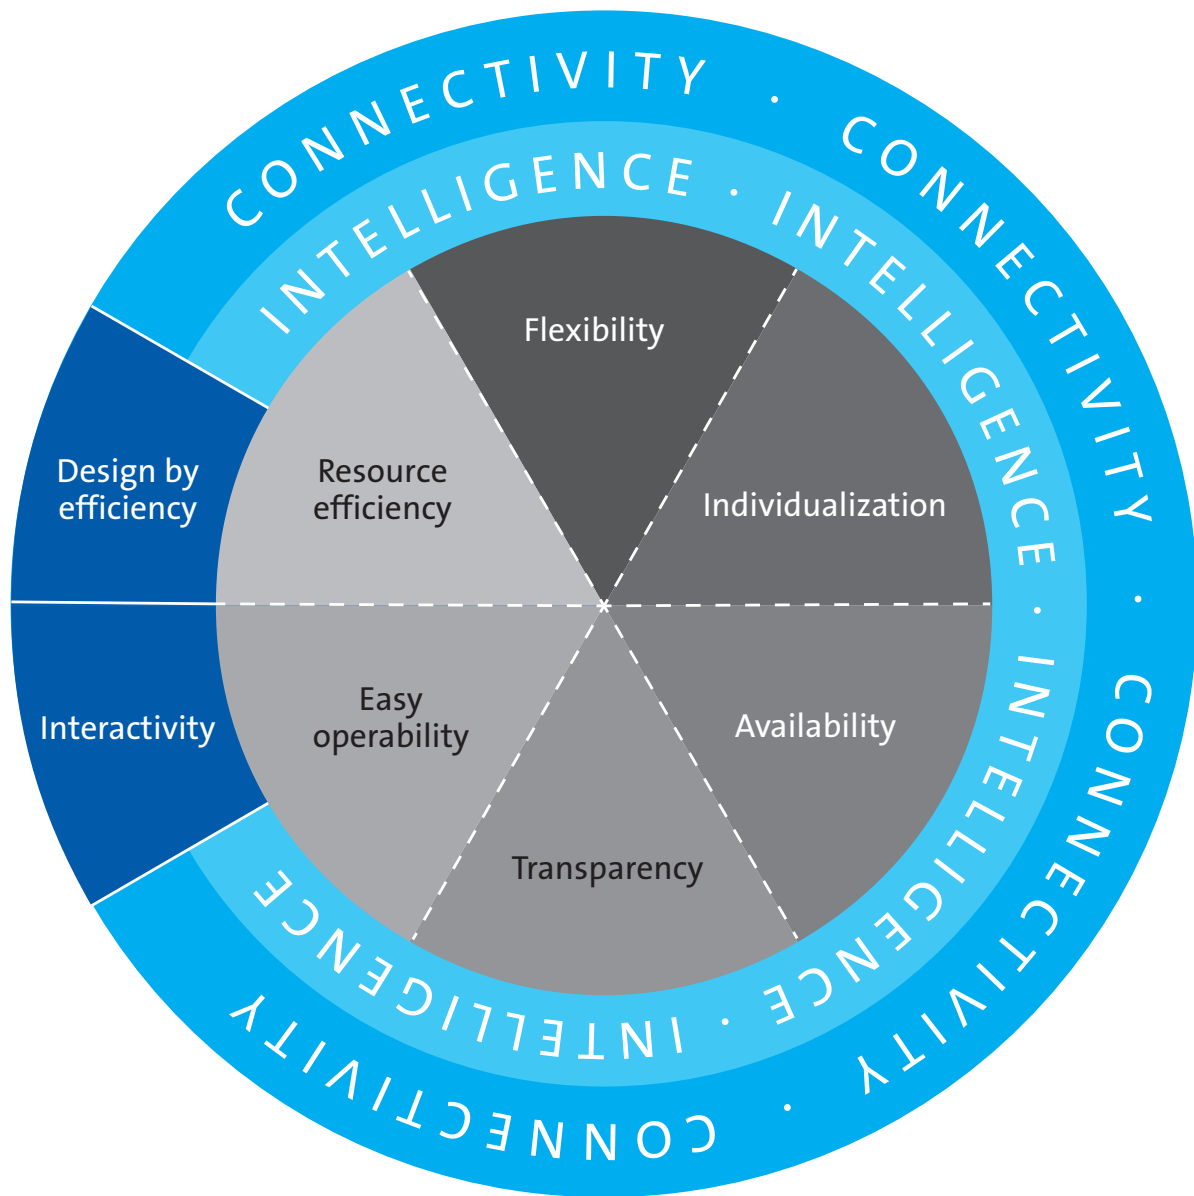 CONNECTIVITY · CONNECTIVITY · CONNECTIVITY · CONNECTIVITY
INTELLIGENCE · INTELLIGENCE · INTELLIGENCE · INTELLIGENCE
Flexibility
Individualization
Availability
Transparency
Easy
operability
Resource
efficiency
Design by
efficiency
Interactivity